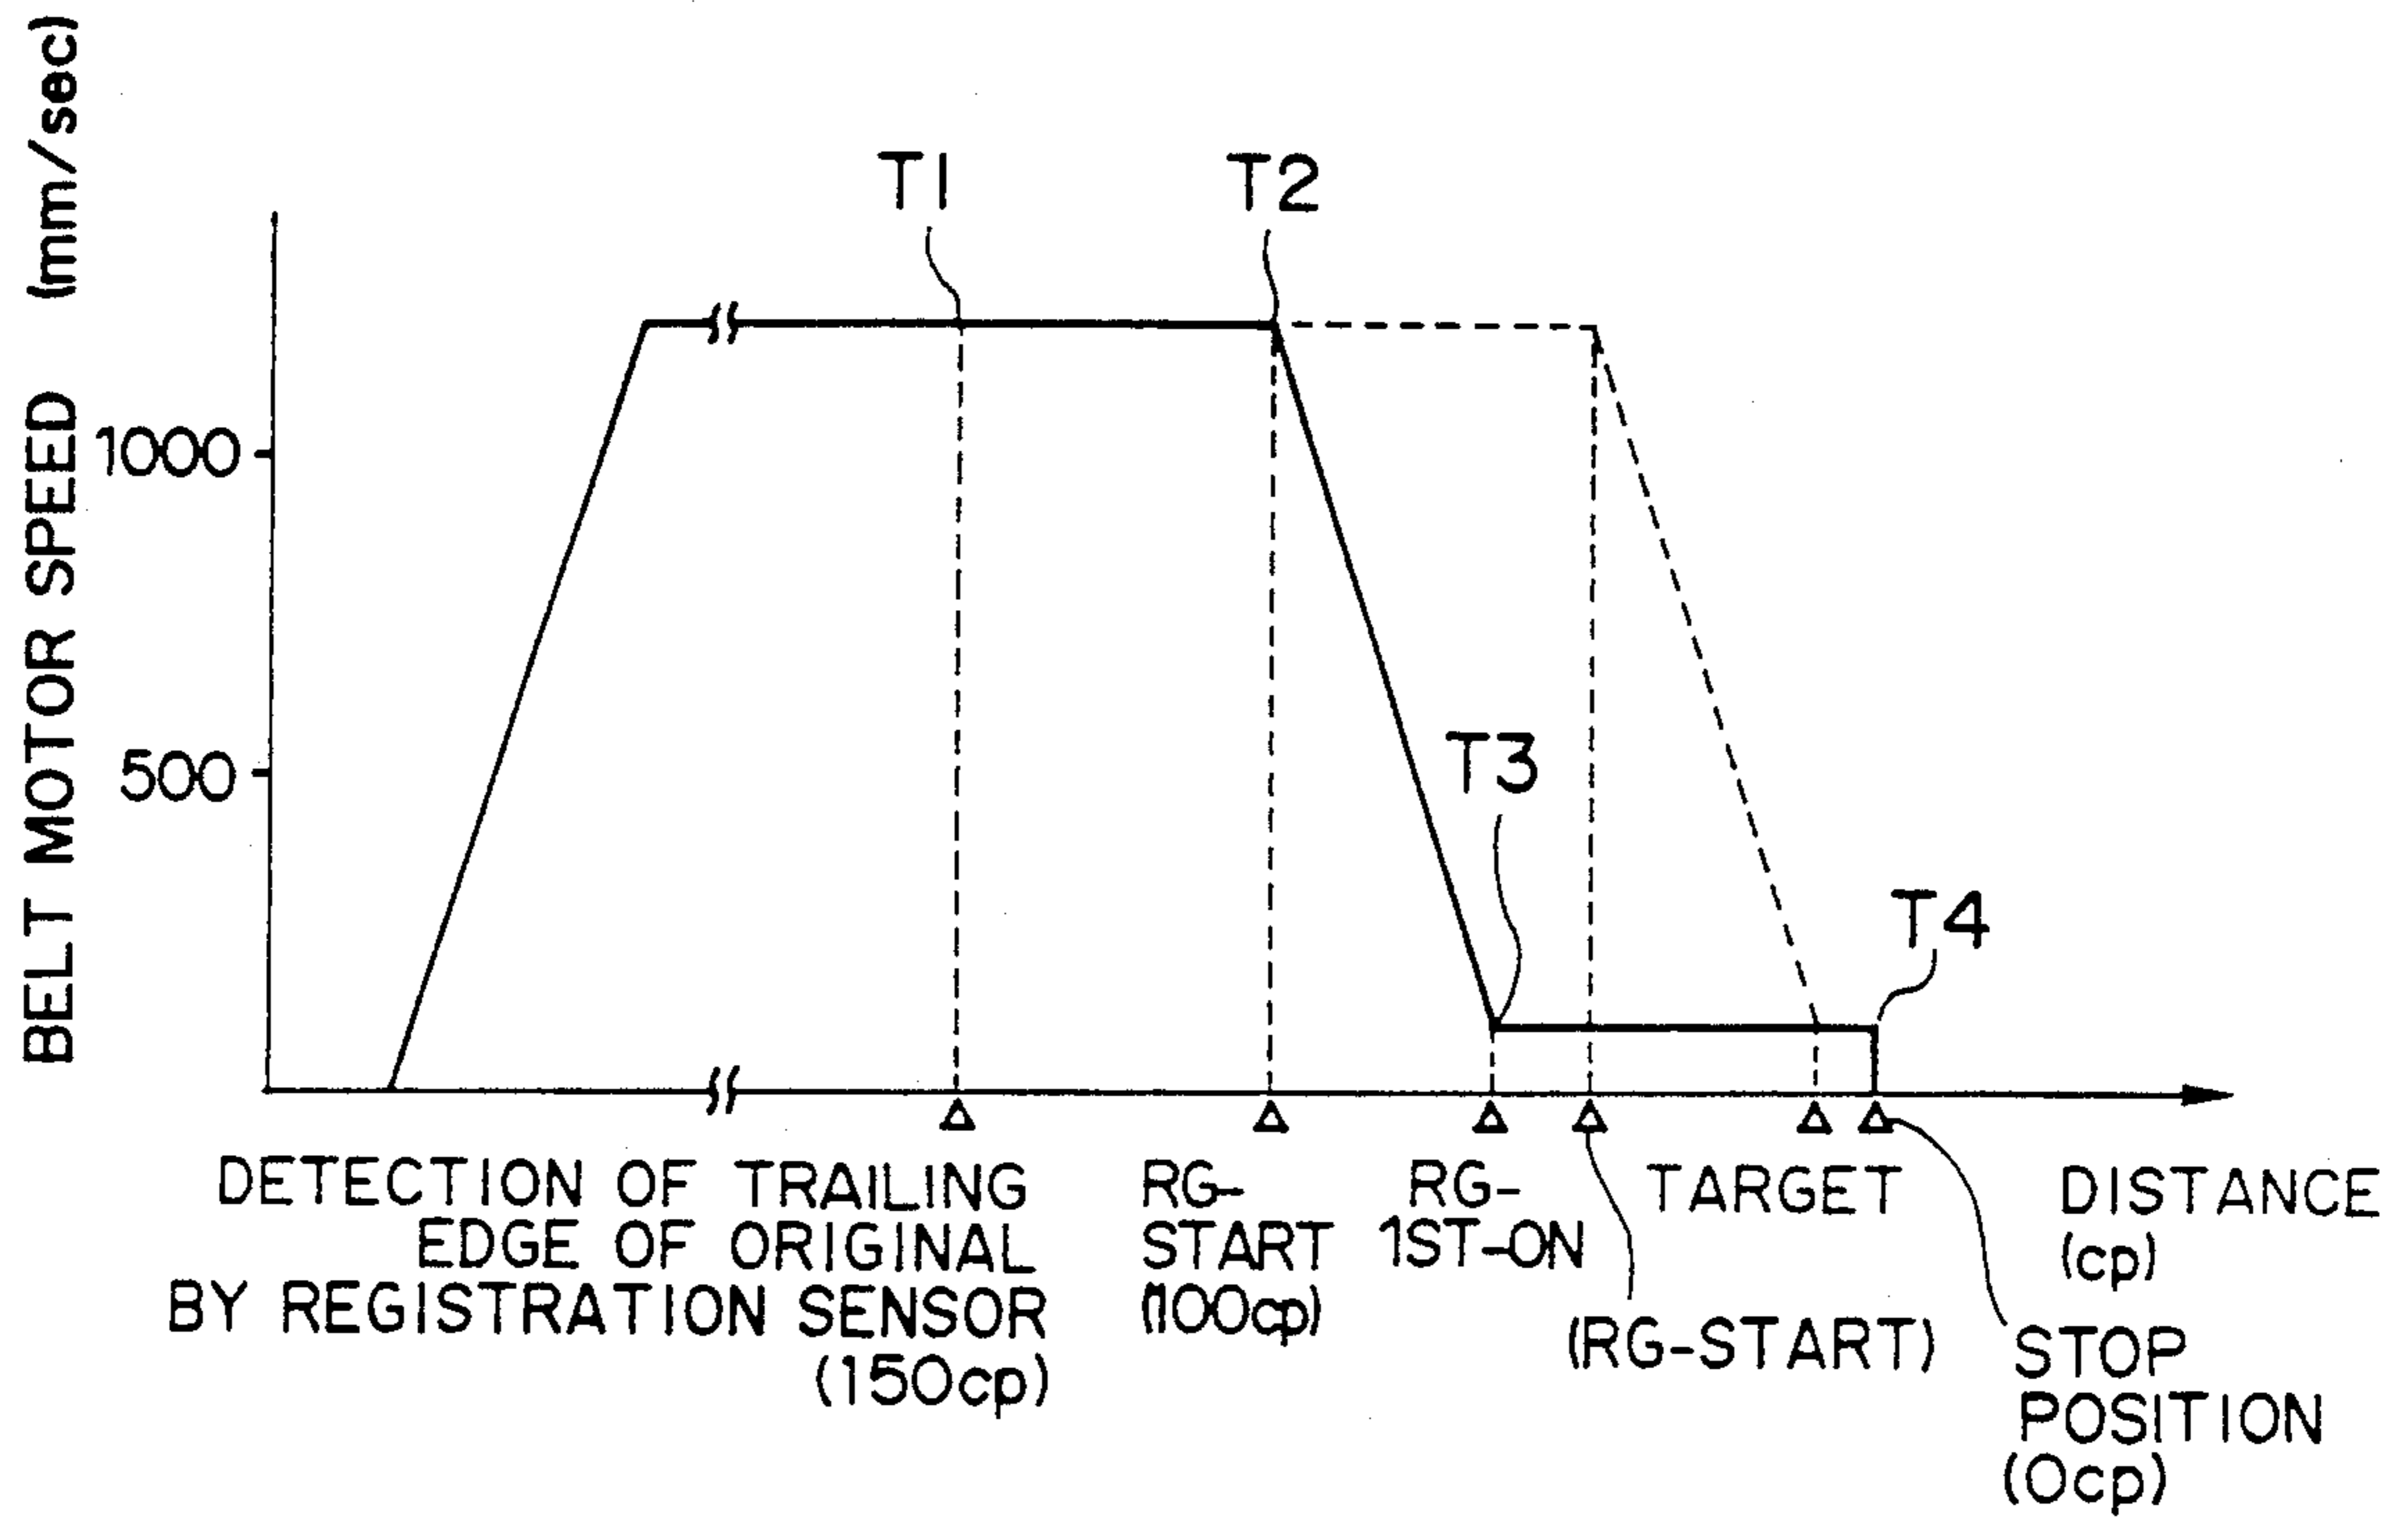 BELT MOTOR SPEED (mm/sec)
T1
T2
1000
500
T3
T4
DETECTION OF TRAILING
EDGE OF ORIGINAL
BY REGISTRATION SENSOR
(150cp)
RG-
START
(100cp)
RG-
1ST-ON
(RG-START)
TARGET
STOP
POSITION
(0cp)
DISTANCE
(cp)